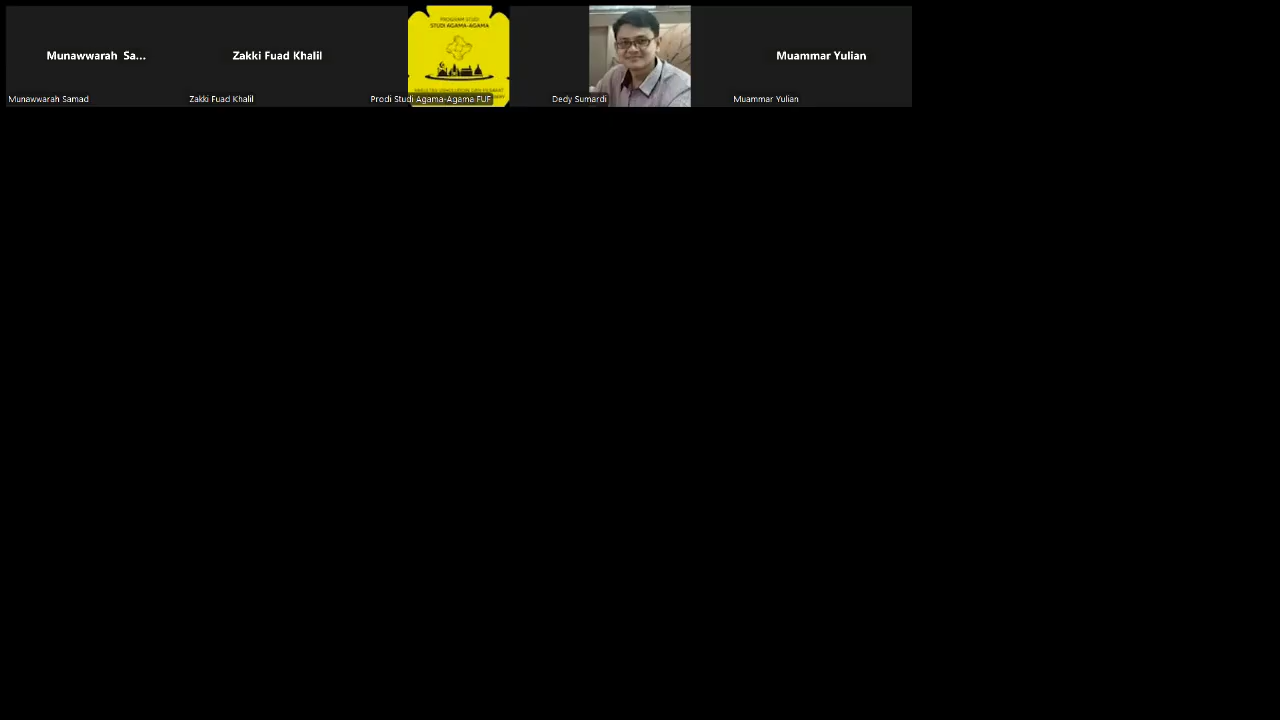 Munawwarah Sa...
Zakki Fuad Khalil
PROGRAM STUDI
STUDI AGAMA-AGAMA
Muammar Yulian
Munawwarah Samad
Zakki Fuad Khalil
Prodi Studi Agama-Agama FUF
Dedy Sumardi
Muammar Yulian